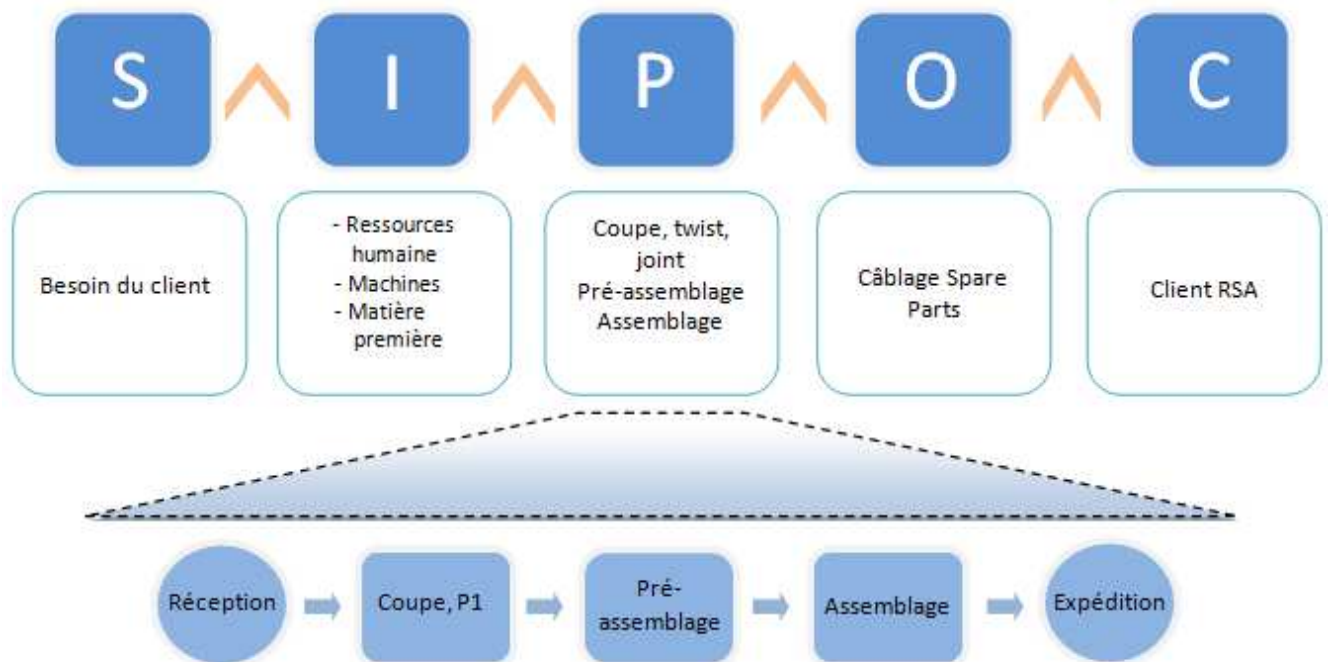 S
I
P
O
C
Besoin du client
- Ressources
humaine
- Machines
- Matière
première
Coupe, twist,
joint
Pré-assemblage
Assemblage
Câblage Spare
Parts
Client RSA
Réception
Coupe, P1
Pré-
assemblage
Assemblage
Expédition